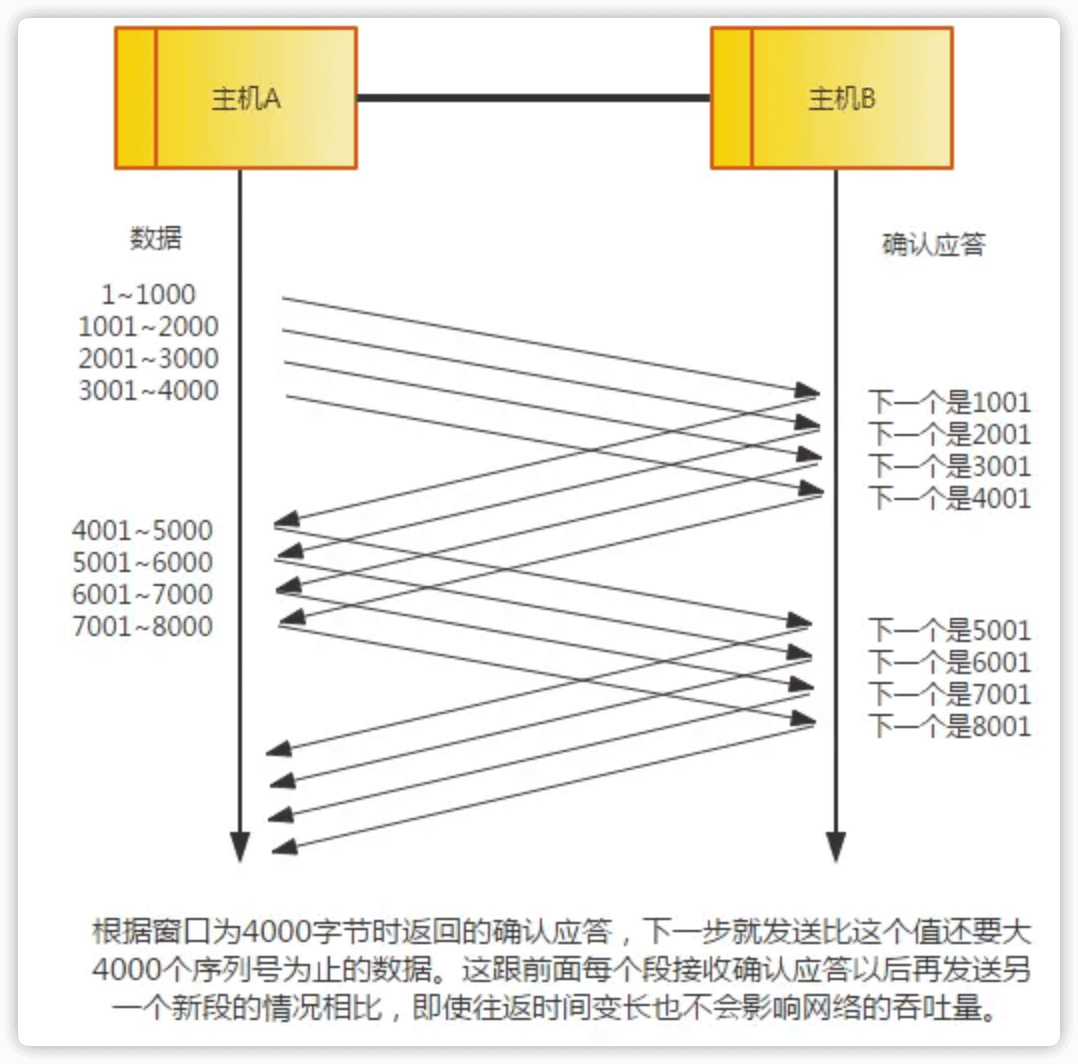 主机A
主机B
数据
确认应答
1~1000
1001~2000
2001~3000
3001~4000
下一个是1001
下一个是2001
下一个是3001
下一个是4001
4001~5000
5001~6000
6001~7000
7001~8000
下一个是5001
下一个是6001
下一个是7001
下一个是8001
根据窗口为4000字节时返回的确认应答，下一步就发送比这个值还要大
4000个序列号为止的数据。这跟前面每个段接收确认应答以后再发送另
一个新段的情况相比，即使往返时间变长也不会影响网络的吞吐量。